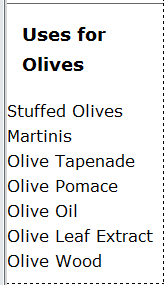 Uses for
Olives
Stuffed Olives
Martinis
Olive Tapenade
Olive Pomace
Olive Oil
Olive Leaf Extract
Olive Wood